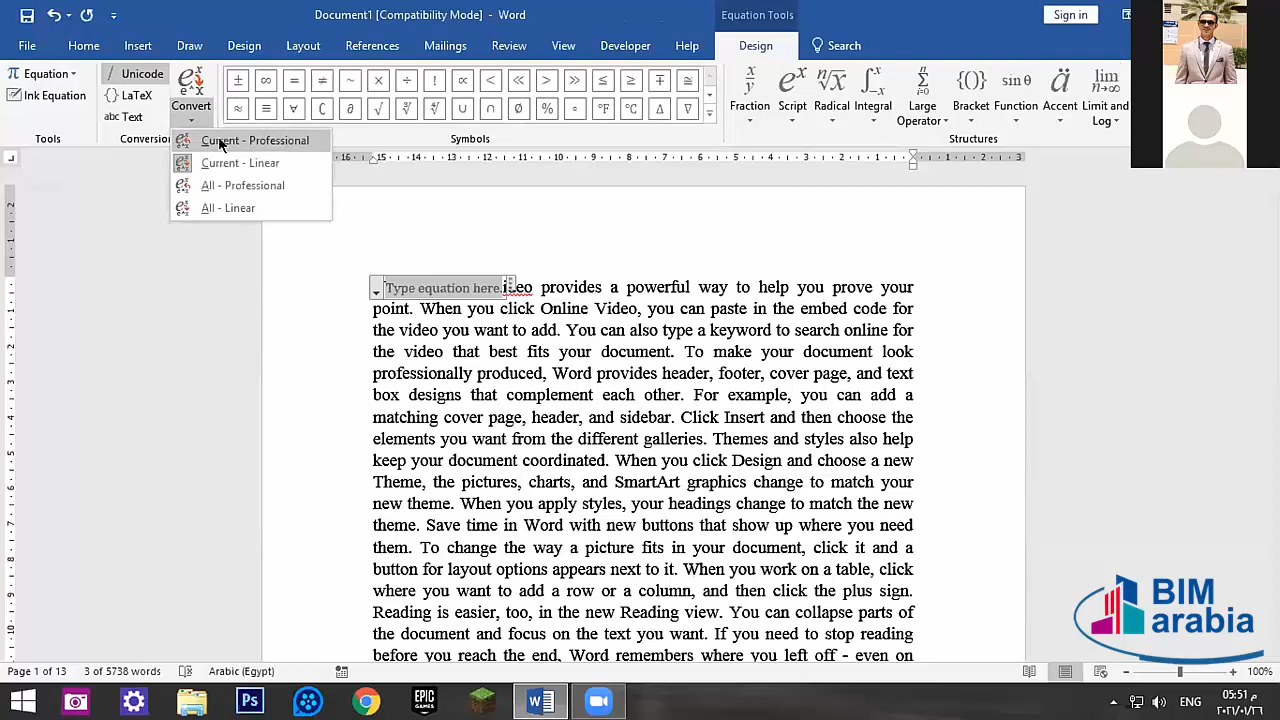 Document1 [Compatibility Mode] - Word
Equation Tools
Sign in
File Home Insert Draw Design Layout References Mailings Review View Developer Help Design Search
Equation
Ink Equation
Unicode
LaTeX
abc Text
Convert
Tools
Symbols
Structures
Fraction Script Radical Integral Large Operator Bracket Function Accent Limit and Log
Current - Professional
Current - Linear
All - Professional
All - Linear
Type equation here.
provides a powerful way to help you prove your
point. When you click Online Video, you can paste in the embed code for
the video you want to add. You can also type a keyword to search online for
the video that best fits your document. To make your document look
professionally produced, Word provides header, footer, cover page, and text
box designs that complement each other. For example, you can add a
matching cover page, header, and sidebar. Click Insert and then choose the
elements you want from the different galleries. Themes and styles also help
keep your document coordinated. When you click Design and choose a new
Theme, the pictures, charts, and SmartArt graphics change to match your
new theme. When you apply styles, your headings change to match the new
theme. Save time in Word with new buttons that show up where you need
them. To change the way a picture fits in your document, click it and a
button for layout options appears next to it. When you work on a table, click
where you want to add a row or a column, and then click the plus sign.
Reading is easier, too, in the new Reading view. You can collapse parts of
the document and focus on the text you want. If you need to stop reading
before you reach the end, Word remembers where you left off - even on
BIM
arabia
Page 1 of 13 3 of 5738 words Arabic (Egypt) 100%
Ps
EPIC
GAMES
ENG
05:51 م
٢٠٢١/٠١/٢٦